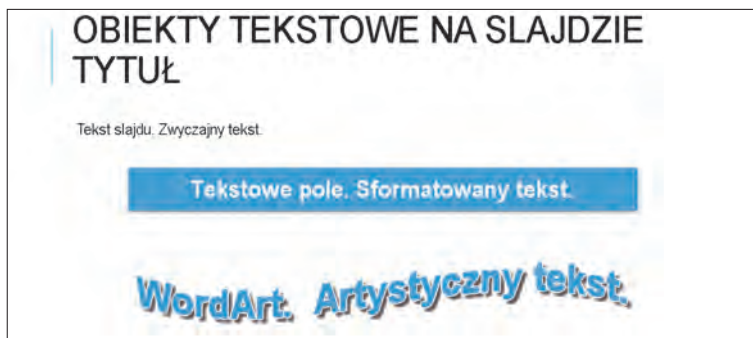 OBIEKTY TEKSTOWE NA SLAJDZIE
TYTUŁ
Tekst slajdu. Zwyczajny tekst.
Tekstowe pole. Sformatowany tekst.
WordArt. Artystyczny tekst.